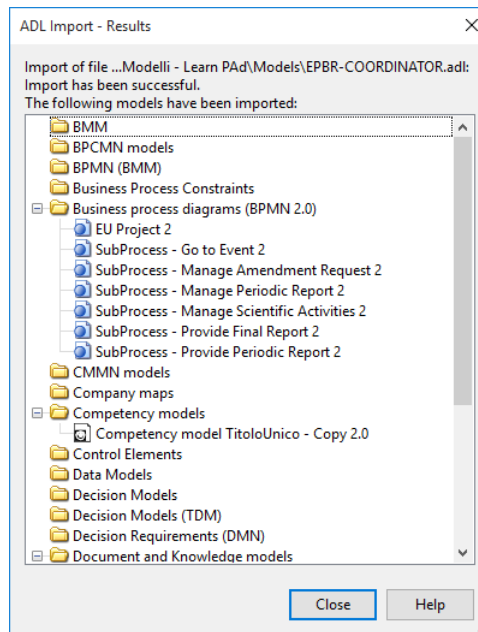 ADL Import - Results
Import of file ...Modelli - Learn PAd\Models\EPBR-COORDINATOR.adl:
Import has been successful.
The following models have been imported:
BMM
BPCMN models
BPMN (BMM)
Business Process Constraints
Business process diagrams (BPMN 2.0)
EU Project 2
SubProcess - Go to Event 2
SubProcess - Manage Amendment Request 2
SubProcess - Manage Periodic Report 2
SubProcess - Manage Scientific Activities 2
SubProcess - Provide Final Report 2
SubProcess - Provide Periodic Report 2
CMMN models
Company maps
Competency models
Competency model TitoloUnico - Copy 2.0
Control Elements
Data Models
Decision Models
Decision Models (TDM)
Decision Requirements (DMN)
Document and Knowledge models
Close Help